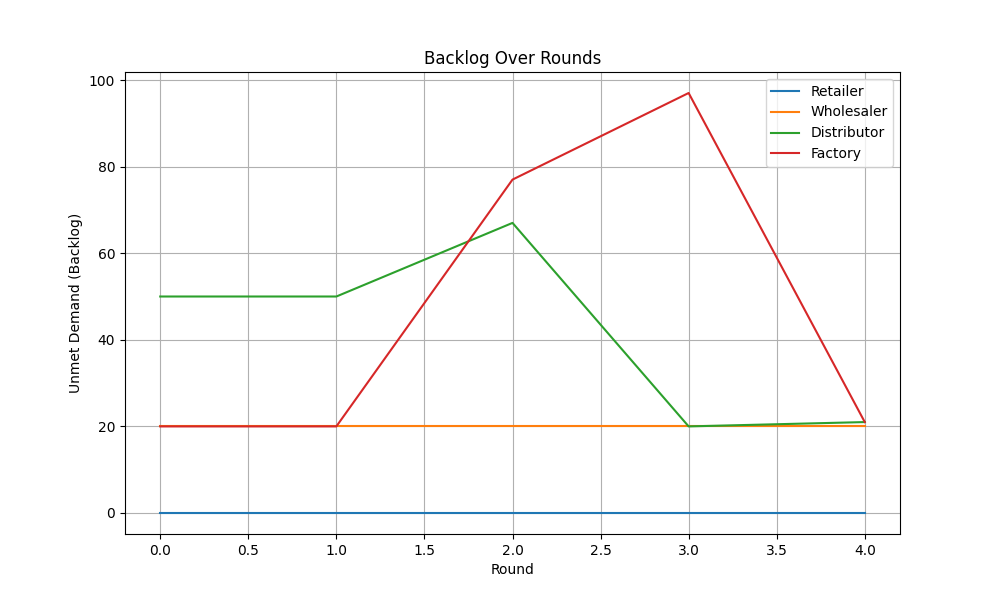 Backlog Over Rounds
Unmet Demand (Backlog)
100
80
60
40
20
0
Retailer
Wholesaler
Distributor
Factory
0.0 0.5 1.0 1.5 2.0 2.5 3.0 3.5 4.0
Round